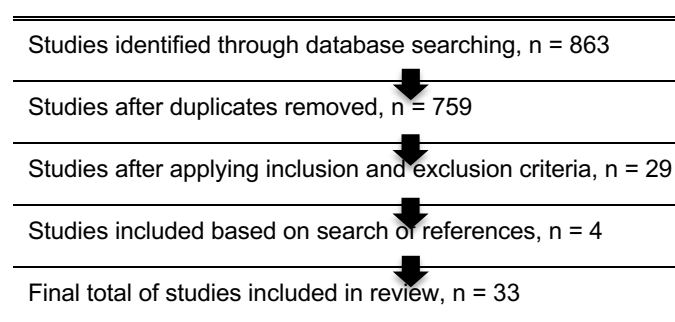 Studies identified through database searching, n = 863
Studies after duplicates removed, n = 759
Studies after applying inclusion and exclusion criteria, n = 29
Studies included based on search of references, n = 4
Final total of studies included in review, n = 33